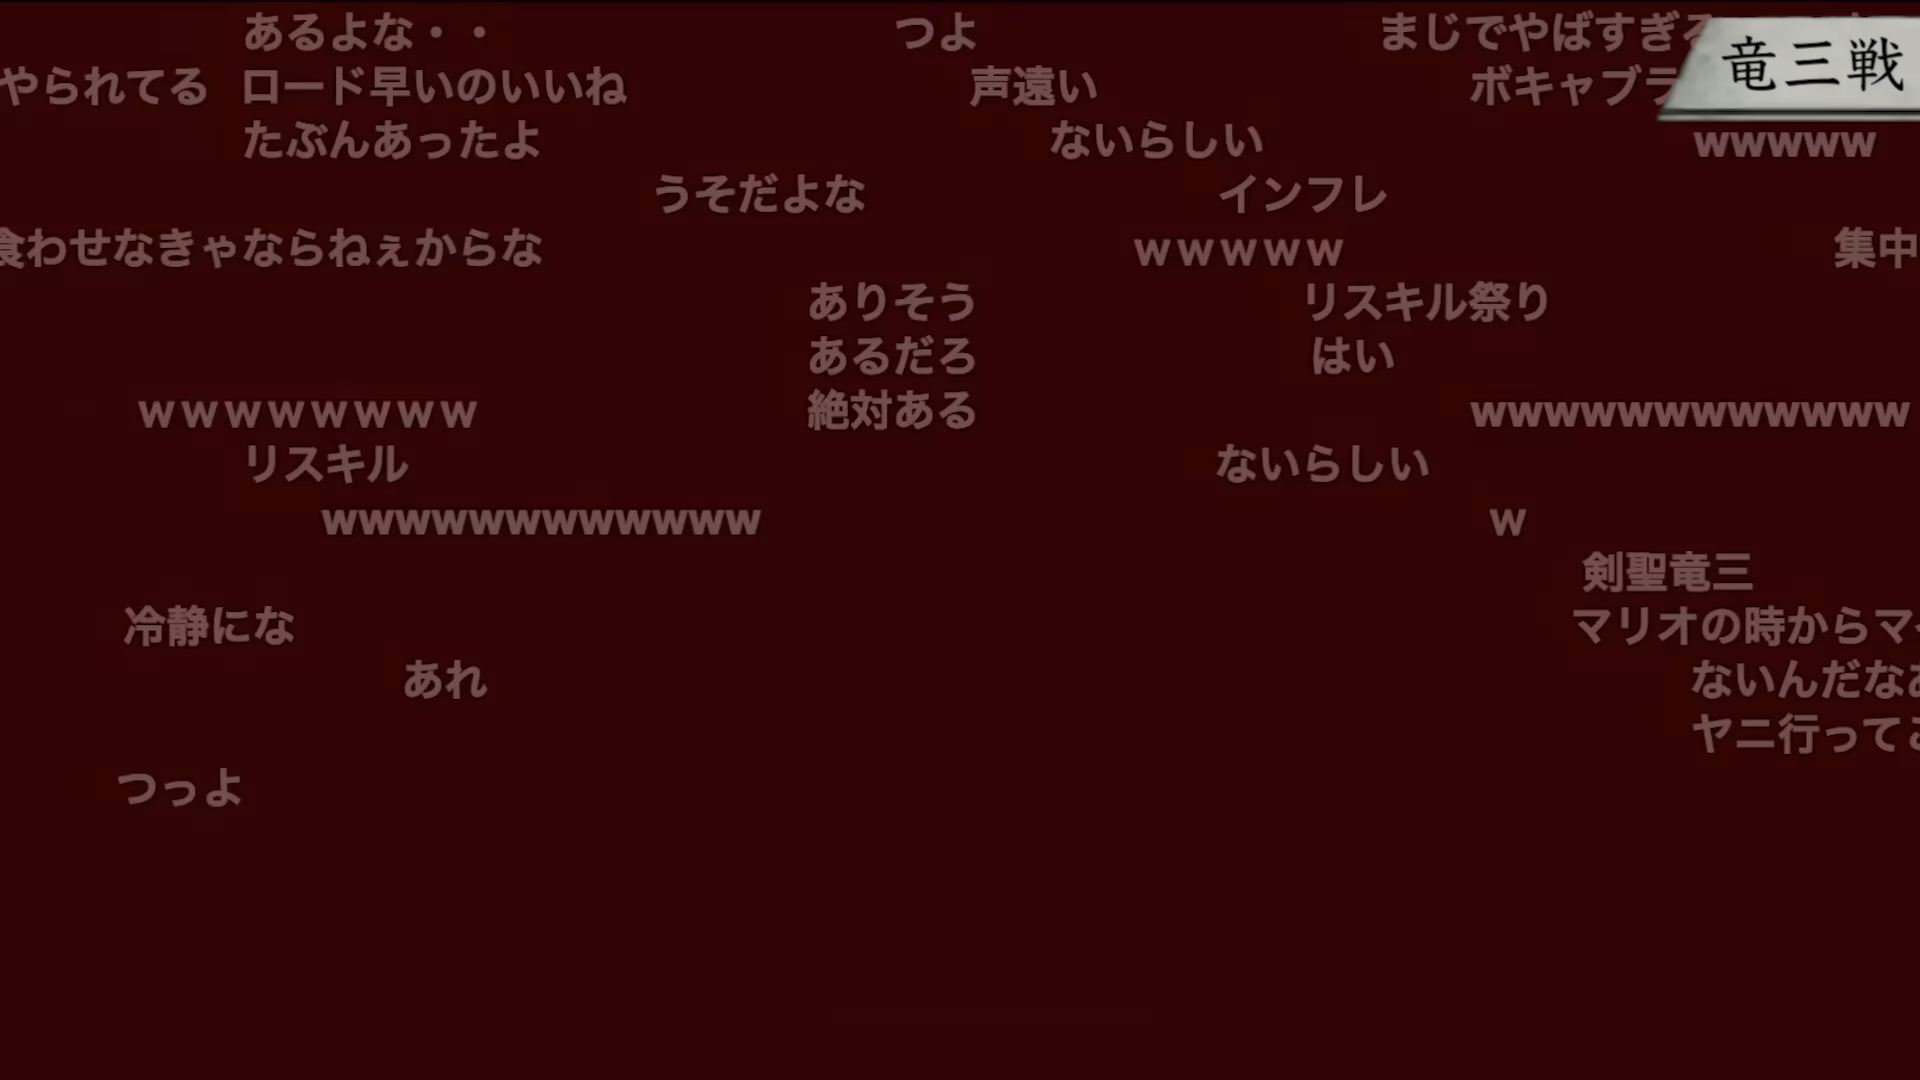 あるよな・・
つよ
まじでやばすぎる
竜三戦
やられてる
ロード早いのいいね
声遠い
ボキャブラ
たぶんあったよ
ないらしい
wwwww
うそだよな
インフレ
食わせなきゃならねぇからな
ｗｗｗｗｗ
集中
ありそう
リスキル祭り
あるだろ
はい
ｗｗｗｗｗｗｗｗ
絶対ある
wwwwwwwwwwww
リスキル
ないらしい
wwwwwwwwwwww
w
剣聖竜三
冷静にな
マリオの時からマイ
あれ
ないんだなあ
ヤニ行ってこ
つっよ